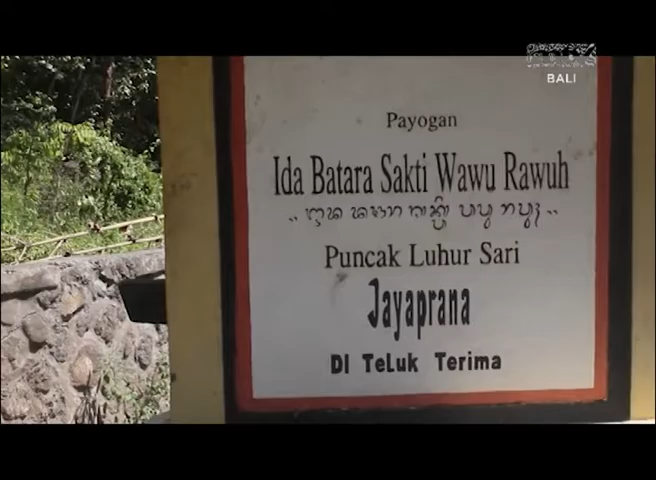 BALI
Payogan
Ida Batara Sakti Wawu Rawuh
Puncak Luhur Sari
Jayaprana
DI TELUK TERIMA